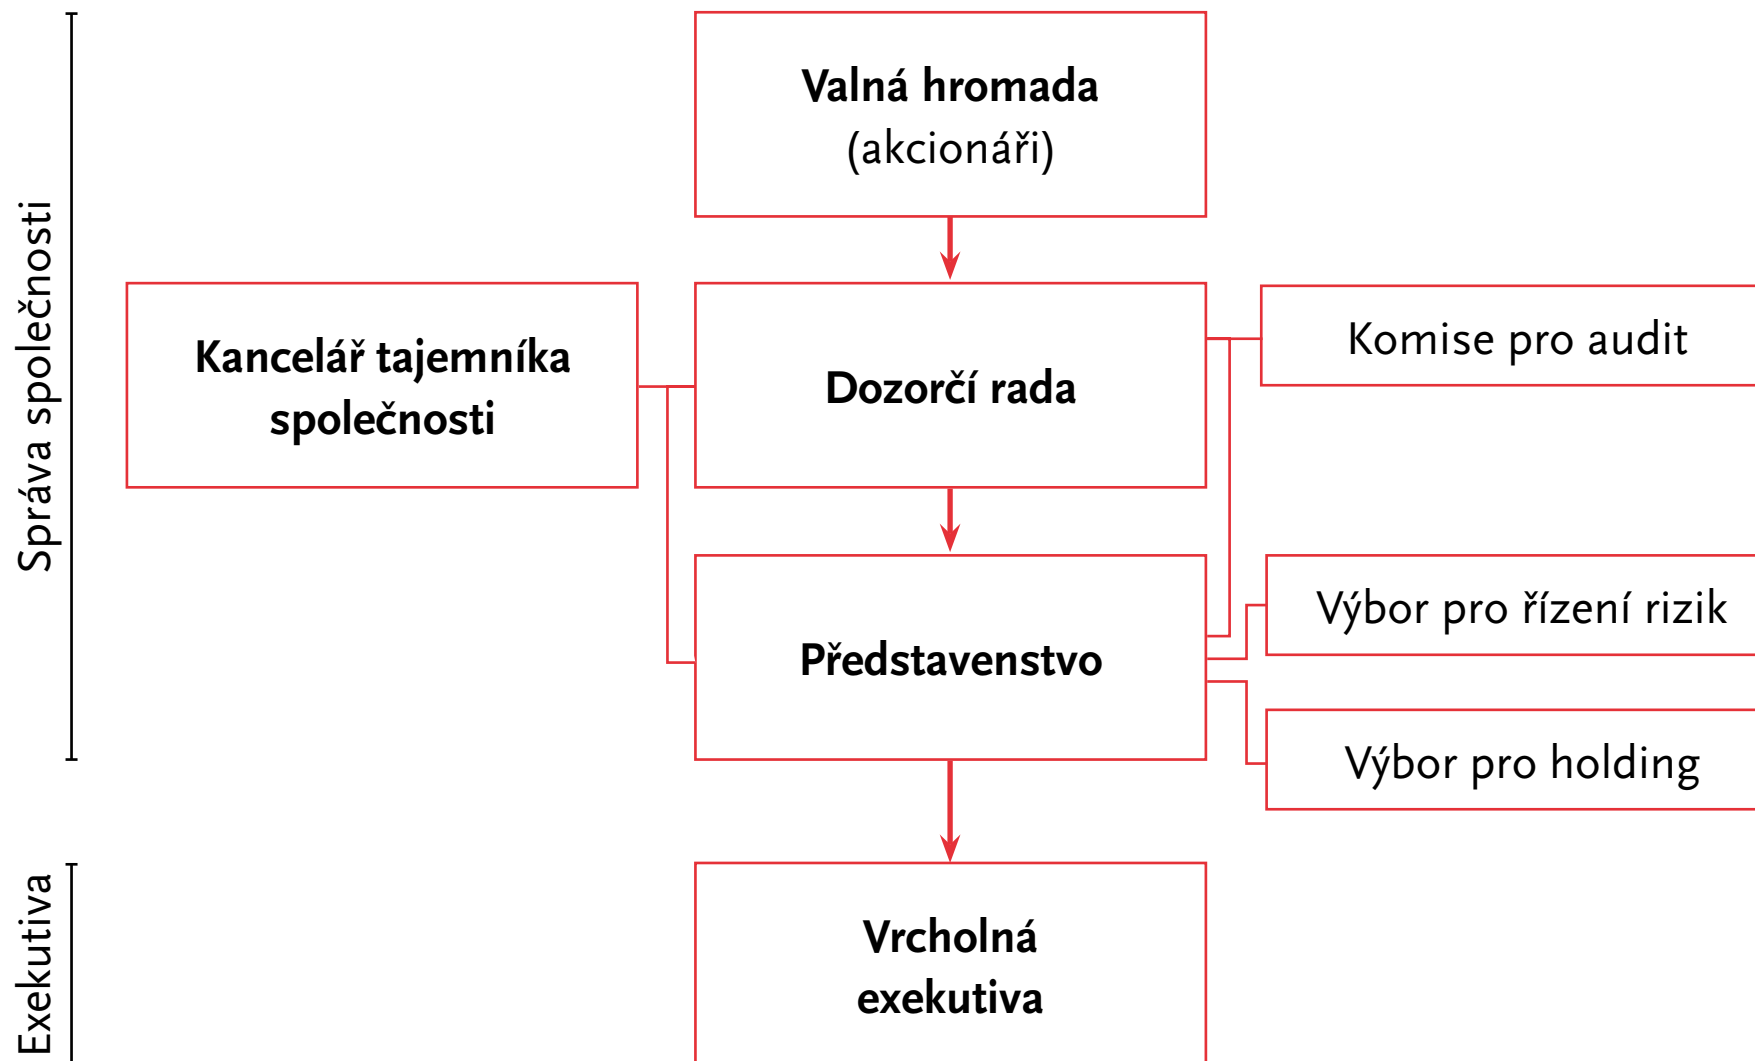 Správa společnosti
Valná hromada
(akcionáři)
Kancelář tajemníka
společnosti
Dozorčí rada
Komise pro audit
Představenstvo
Výbor pro řízení rizik
Výbor pro holding
Exekutiva
Vrcholná
exekutiva